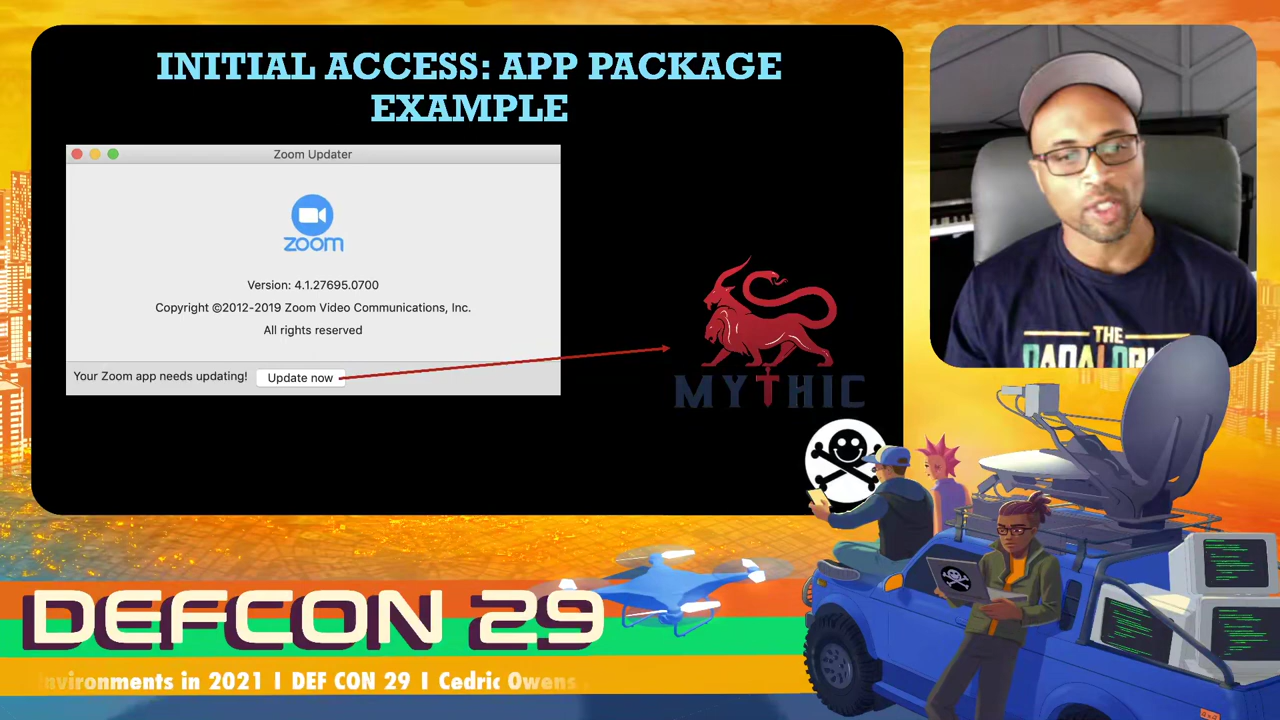 INITIAL ACCESS: APP PACKAGE
EXAMPLE
Zoom Updater
zoom
Version: 4.1.27695.0700
Copyright ©2012-2019 Zoom Video Communications, Inc.
All rights reserved
Your Zoom app needs updating!
Update now
MYTHIC
THE
DEFCON 29
nvironments in 2021 | DEF CON 29 | Cedric Owens